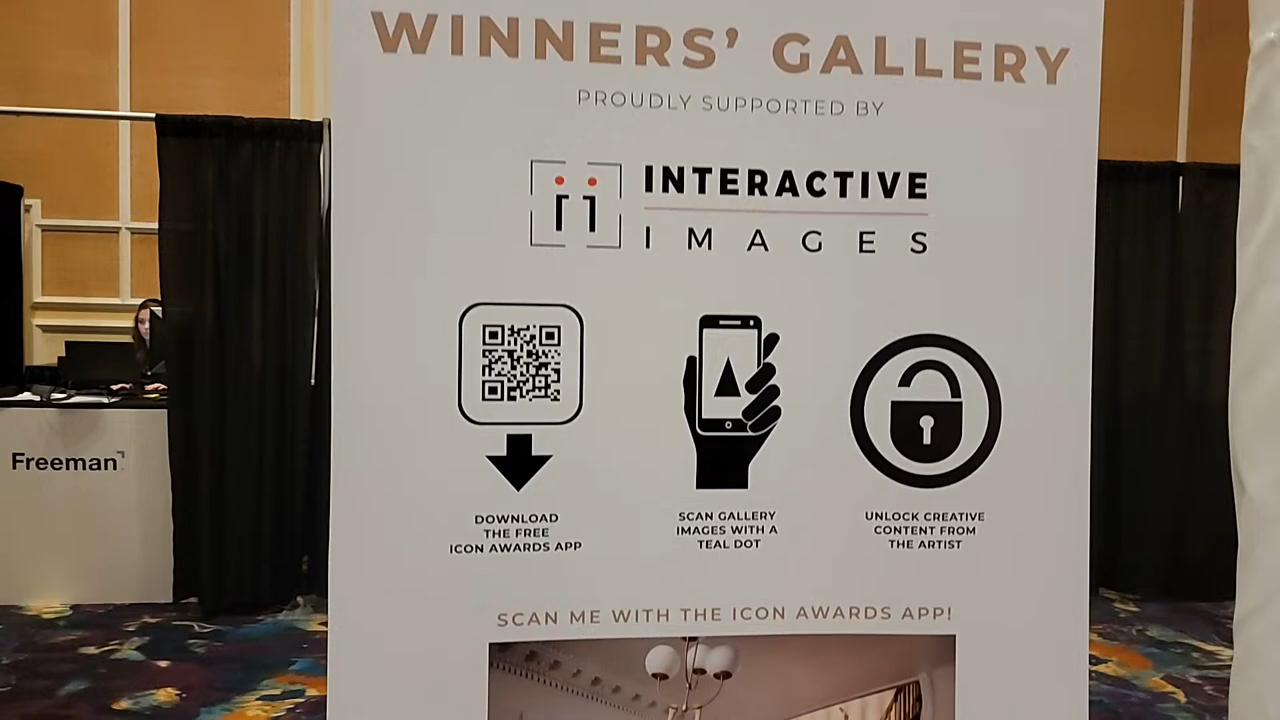 WINNERS' GALLERY
PROUDLY SUPPORTED BY
INTERACTIVE
IMAGES
DOWNLOAD
THE FREE
ICON AWARDS APP
SCAN GALLERY
IMAGES WITH A
TEAL DOT
UNLOCK CREATIVE
CONTENT FROM
THE ARTIST
SCAN ME WITH THE ICON AWARDS APP!
Freeman